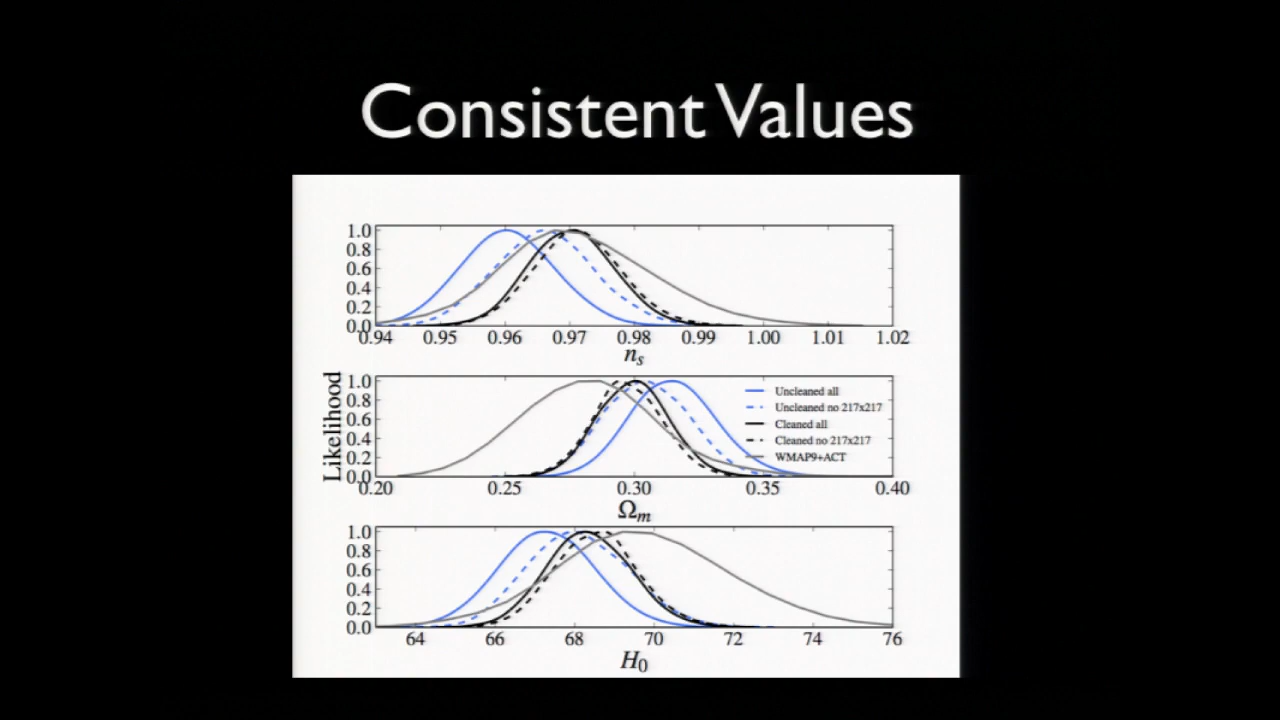 Consistent Values
1.0
0.8
0.6
0.4
0.2
0.0
0.94 0.95 0.96 0.97 0.98 0.99 1.00 1.01 1.02
n_s
Likelihood
1.0
0.8
0.6
0.4
0.2
0.0
Uncleaned all
Uncleaned no 217x217
Cleaned all
Cleaned no 217x217
WMAP9+ACT
0.20 0.25 0.30 0.35 0.40
Ω_m
1.0
0.8
0.6
0.4
0.2
0.0
64 66 68 70 72 74 76
H_0